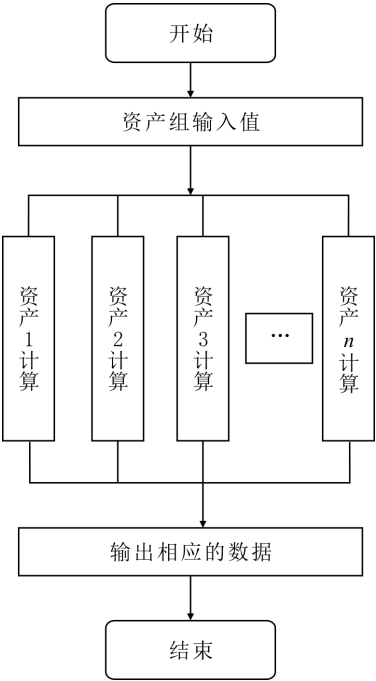 开始
资产组输入值
资产1计算
资产2计算
资产3计算
…
资产n计算
输出相应的数据
结束